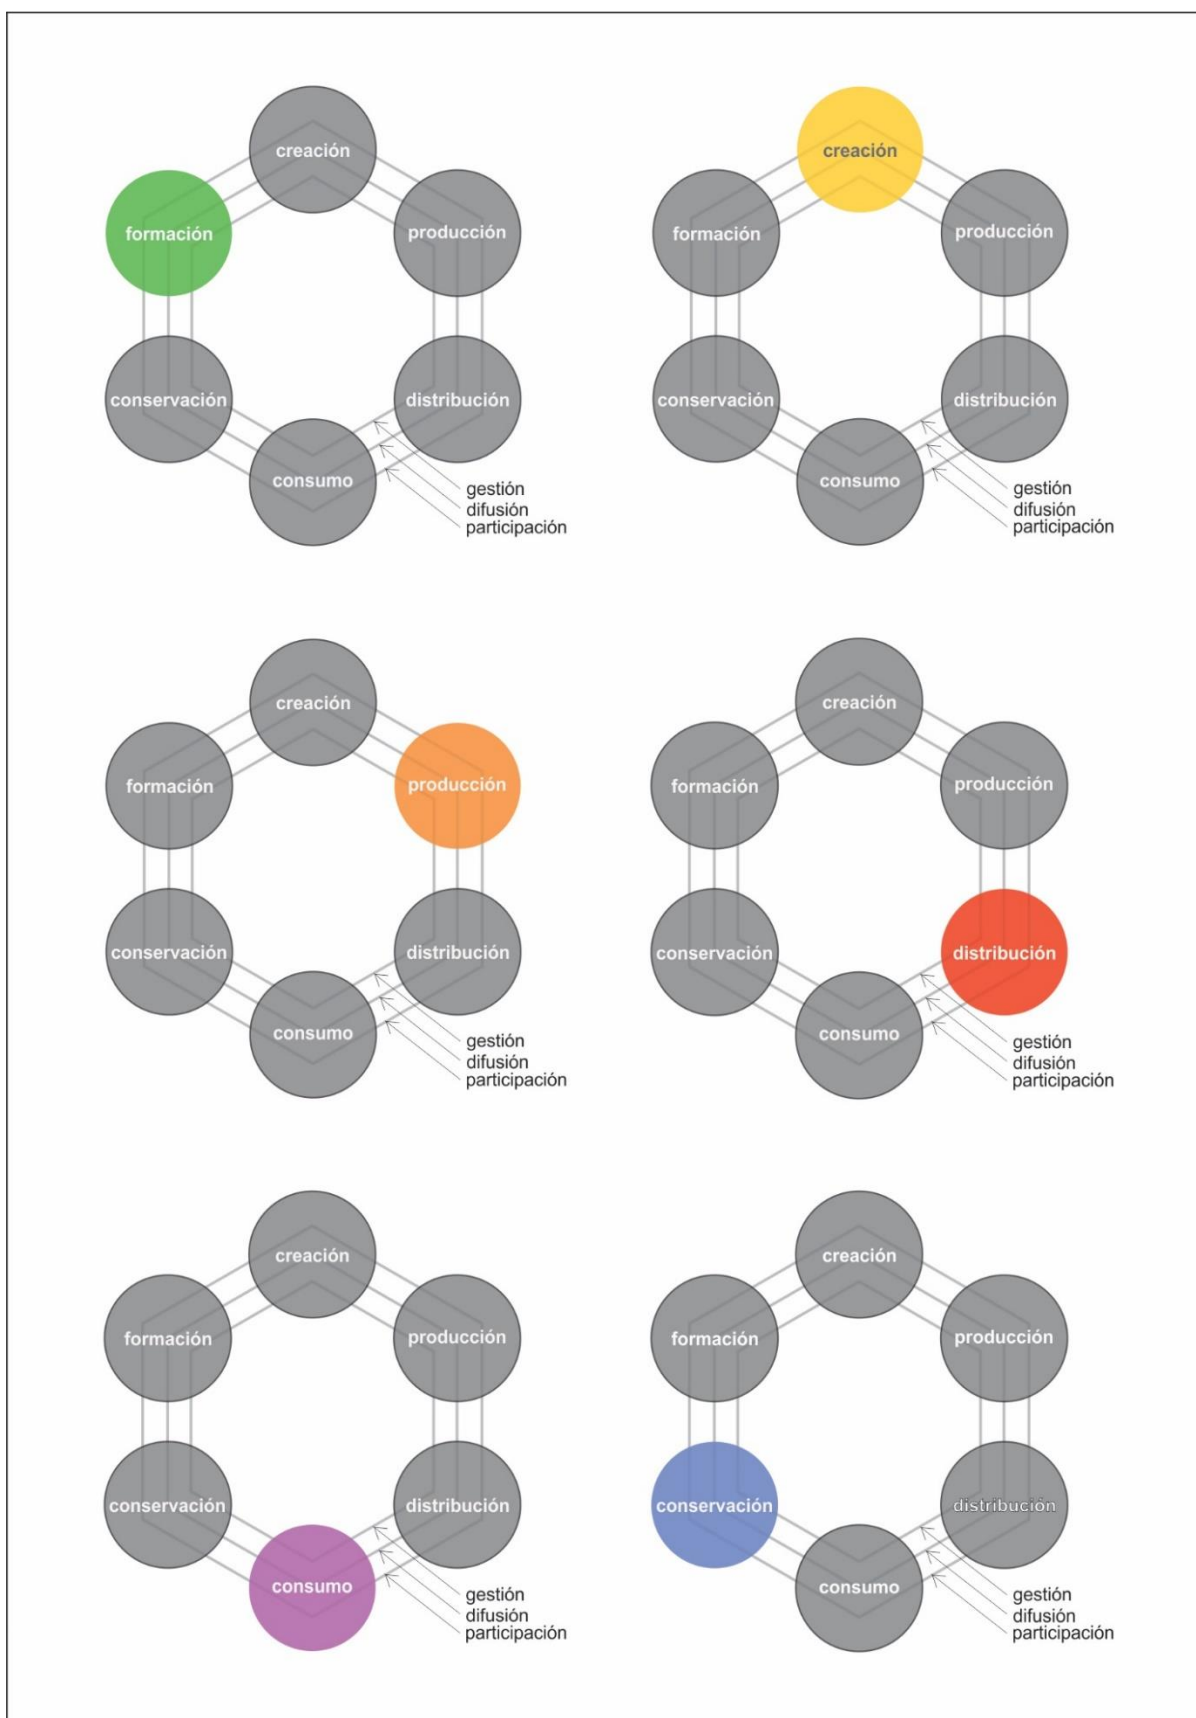 creación
formación
producción
conservación
distribución
consumo
gestión
difusión
participación
creación
formación
producción
conservación
distribución
consumo
gestión
difusión
participación
creación
formación
producción
conservación
distribución
consumo
gestión
difusión
participación
creación
formación
producción
conservación
distribución
consumo
gestión
difusión
participación
creación
formación
producción
conservación
distribución
consumo
gestión
difusión
participación
creación
formación
producción
conservación
distribución
consumo
gestión
difusión
participación